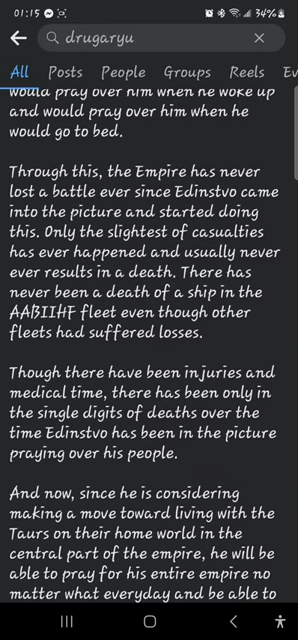 01:15
34%
drugaryu
All Posts People Groups Reels Ev
would pray over him when he woke up
and would pray over him when he
would go to bed.
Through this, the Empire has never
lost a battle ever since Edinstvo came
into the picture and started doing
this. Only the slightest of casualties
has ever happened and usually never
ever results in a death. There has
never been a death of a ship in the
AABIIHF fleet even though other
fleets had suffered losses.
Though there have been injuries and
medical time, there has been only in
the single digits of deaths over the
time Edinstvo has been in the picture
praying over his people.
And now, since he is considering
making a move toward living with the
Taurs on their home world in the
central part of the empire, he will be
able to pray for his entire empire no
matter what everyday and be able to